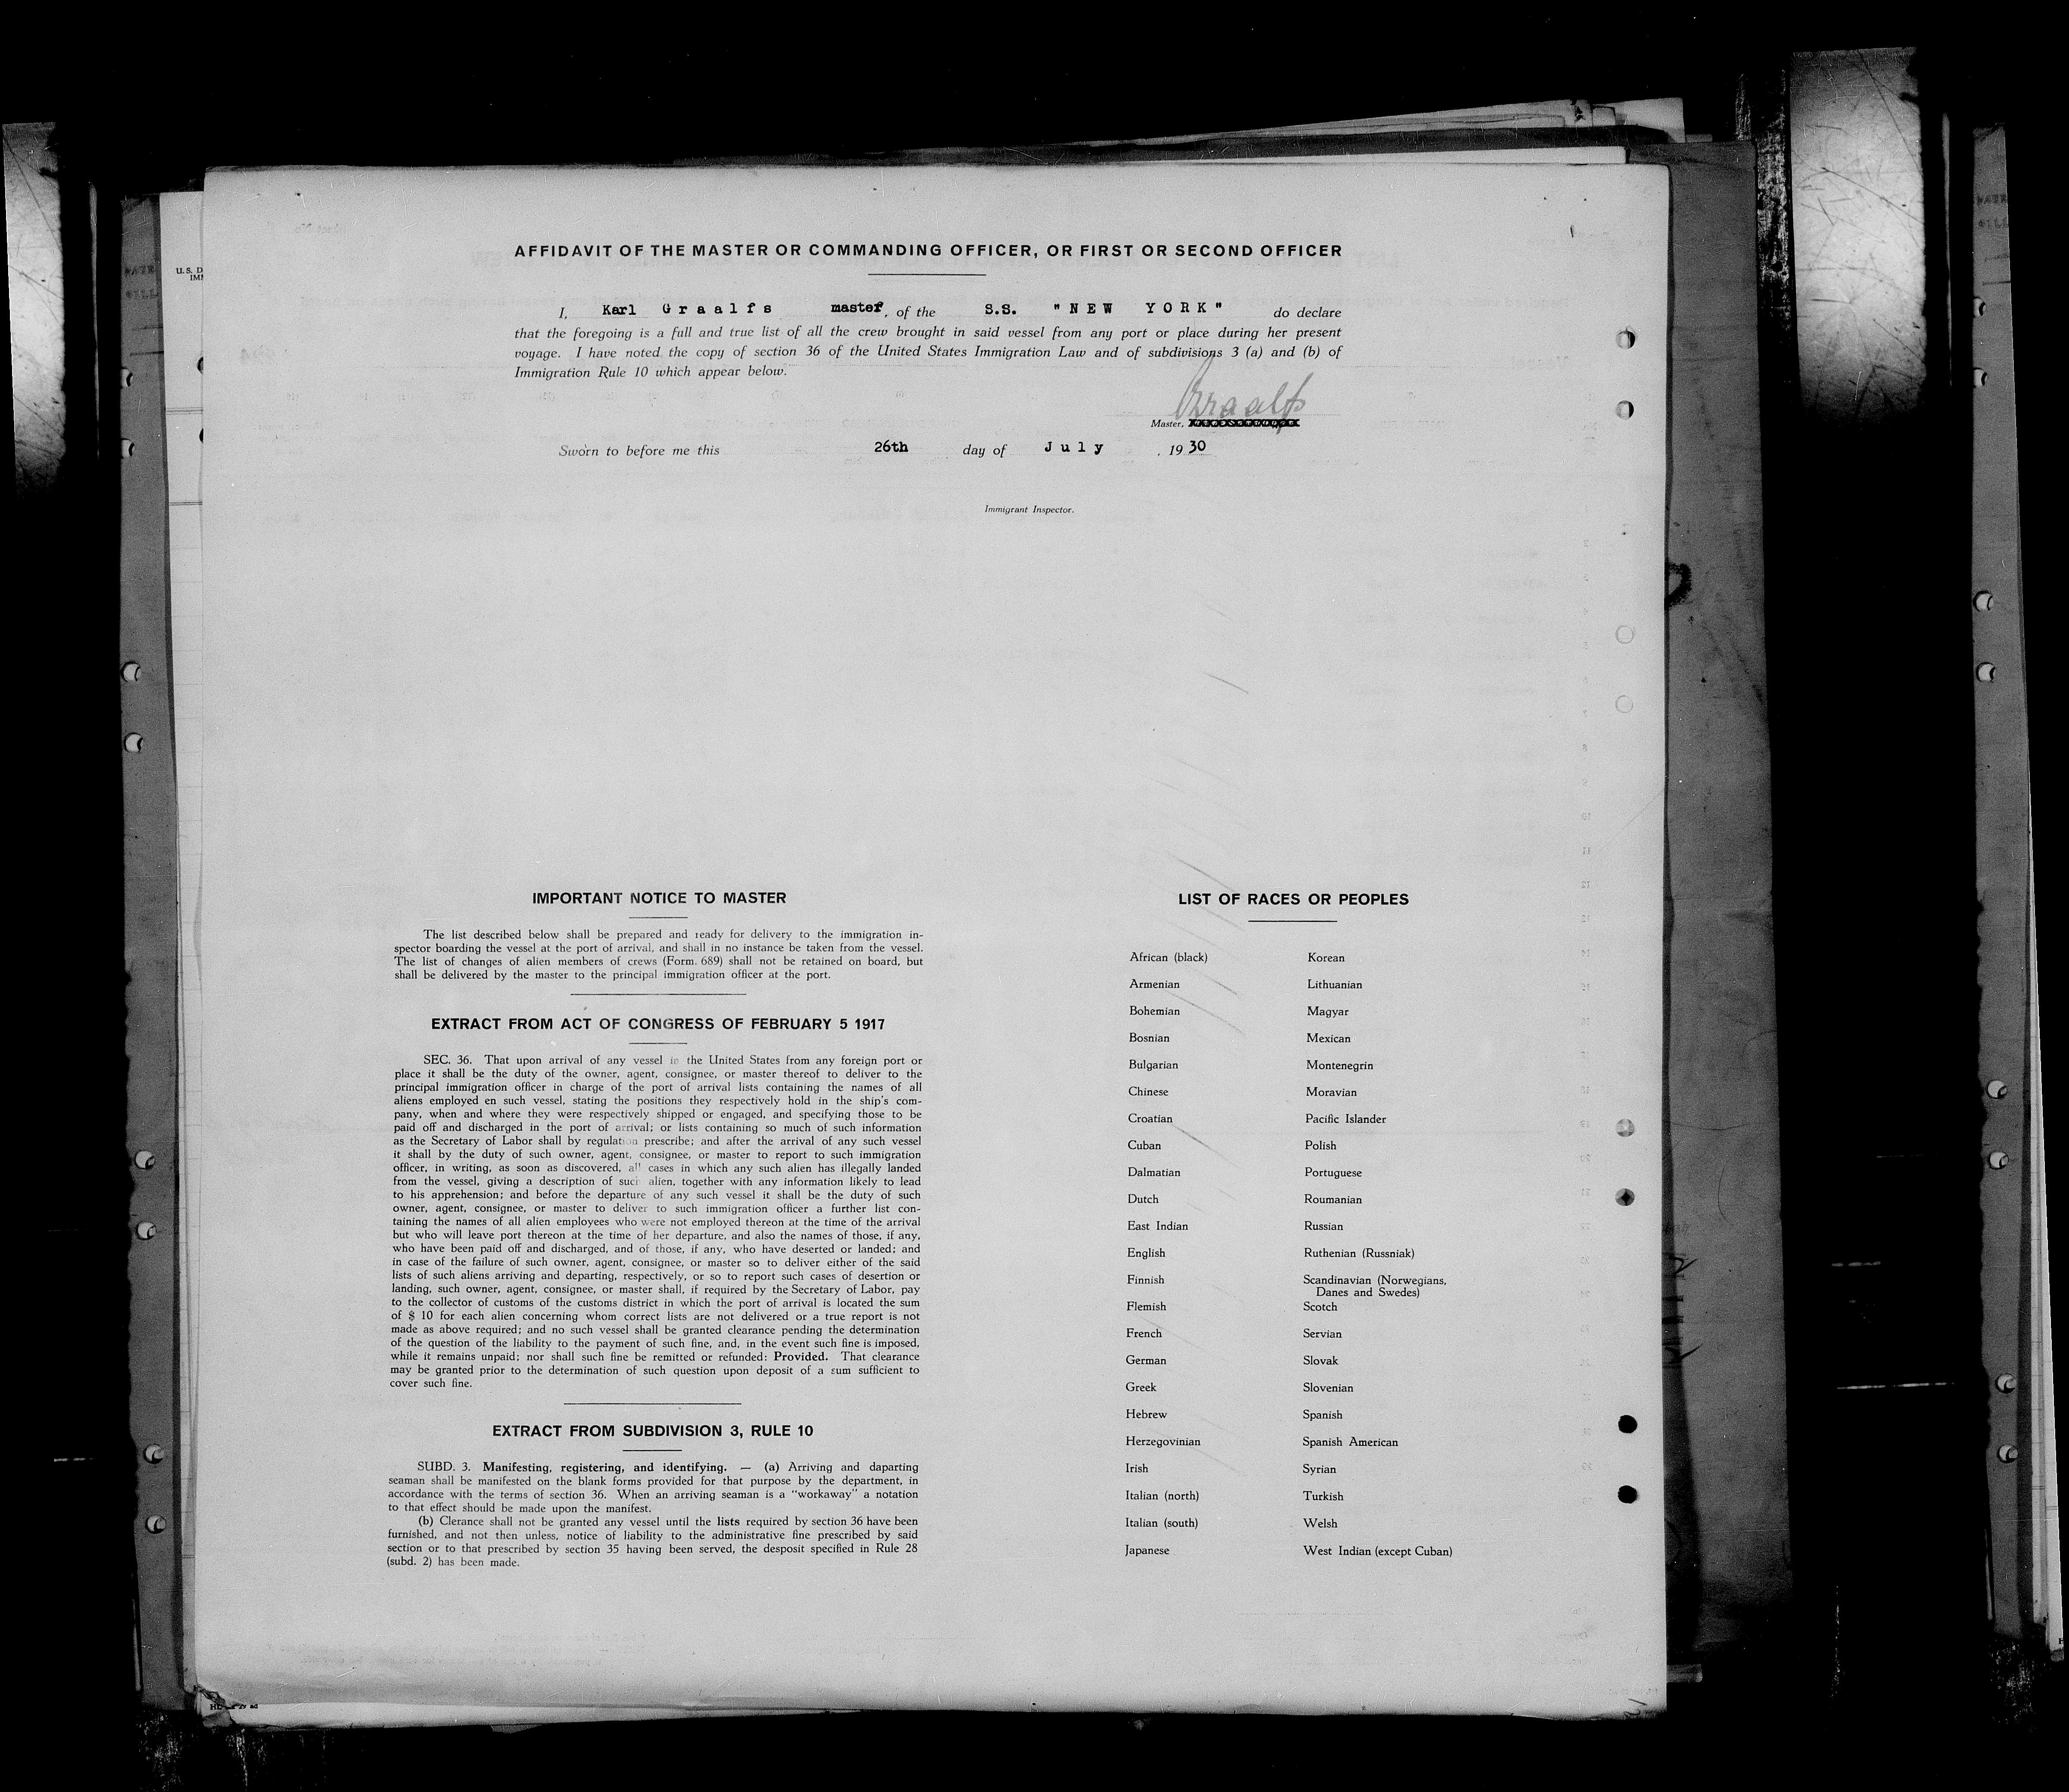 AFFIDAVIT OF THE MASTER OR COMMANDING OFFICER, OR FIRST OR SECOND OFFICER
I, Karl Graalfs master, of the S.S. "NEW YORK" do declare
that the foregoing is a full and true list of all the crew brought in said vessel from any port or place during her present
voyage. I have noted the copy of section 36 of the United States Immigration Law and of subdivisions 3 (a) and (b) of
Immigration Rule 10 which appear below.
Graalfs
Master,
Sworn to before me this 26th day of July, 1930
Immigrant Inspector.
IMPORTANT NOTICE TO MASTER
The list described below shall be prepared and ready for delivery to the immigration in-
spector boarding the vessel at the port of arrival, and shall in no instance be taken from the vessel.
The list of changes of alien members of crews (Form. 689) shall not be retained on board, but
shall be delivered by the master to the principal immigration officer at the port.
EXTRACT FROM ACT OF CONGRESS OF FEBRUARY 5 1917
SEC. 36. That upon arrival of any vessel in the United States from any foreign port or
place it shall be the duty of the owner, agent, consignee, or master thereof to deliver to the
principal immigration officer in charge of the port of arrival lists containing the names of all
aliens employed en such vessel, stating the positions they respectively hold in the ship's com-
pany, when and where they were respectively shipped or engaged, and specifying those to be
paid off and discharged in the port of arrival; or lists containing so much of such information
as the Secretary of Labor shall by regulation prescribe; and after the arrival of any such vessel
it shall by the duty of such owner, agent, consignee, or master to report to such immigration
officer, in writing, as soon as discovered, all cases in which any such alien has illegally landed
from the vessel, giving a description of such alien, together with any information likely to lead
to his apprehension; and before the departure of any such vessel it shall be the duty of such
owner, agent, consignee, or master to deliver to such immigration officer a further list con-
taining the names of all alien employees who were not employed thereon at the time of the arrival
but who will leave port thereon at the time of her departure, and also the names of those, if any,
who have been paid off and discharged, and of those, if any, who have deserted or landed; and
in case of the failure of such owner, agent, consignee, or master so to deliver either of the said
lists of such aliens arriving and departing, respectively, or so to report such cases of desertion or
landing, such owner, agent, consignee, or master shall, if required by the Secretary of Labor, pay
to the collector of customs of the customs district in which the port of arrival is located the sum
of $ 10 for each alien concerning whom correct lists are not delivered or a true report is not
made as above required; and no such vessel shall be granted clearance pending the determination
of the question of the liability to the payment of such fine, and, in the event such fine is imposed,
while it remains unpaid; nor shall such fine be remitted or refunded: Provided. That clearance
may be granted prior to the determination of such question upon deposit of a sum sufficient to
cover such fine.
EXTRACT FROM SUBDIVISION 3, RULE 10
SUBD. 3. Manifesting, registering, and identifying. — (a) Arriving and daparting
seaman shall be manifested on the blank forms provided for that purpose by the department, in
accordance with the terms of section 36. When an arriving seaman is a "workaway" a notation
to that effect should be made upon the manifest.
(b) Clerance shall not be granted any vessel until the lists required by section 36 have been
furnished, and not then unless, notice of liability to the administrative fine prescribed by said
section or to that prescribed by section 35 having been served, the desposit specified in Rule 28
(subd. 2) has been made.
LIST OF RACES OR PEOPLES
African (black)
Armenian
Bohemian
Bosnian
Bulgarian
Chinese
Croatian
Cuban
Dalmatian
Dutch
East Indian
English
Finnish
Flemish
French
German
Greek
Hebrew
Herzegovinian
Irish
Italian (north)
Italian (south)
Japanese
Korean
Lithuanian
Magyar
Mexican
Montenegrin
Moravian
Pacific Islander
Polish
Portuguese
Roumanian
Russian
Ruthenian (Russniak)
Scandinavian (Norwegians,
Danes and Swedes)
Scotch
Servian
Slovak
Slovenian
Spanish
Spanish American
Syrian
Turkish
Welsh
West Indian (except Cuban)